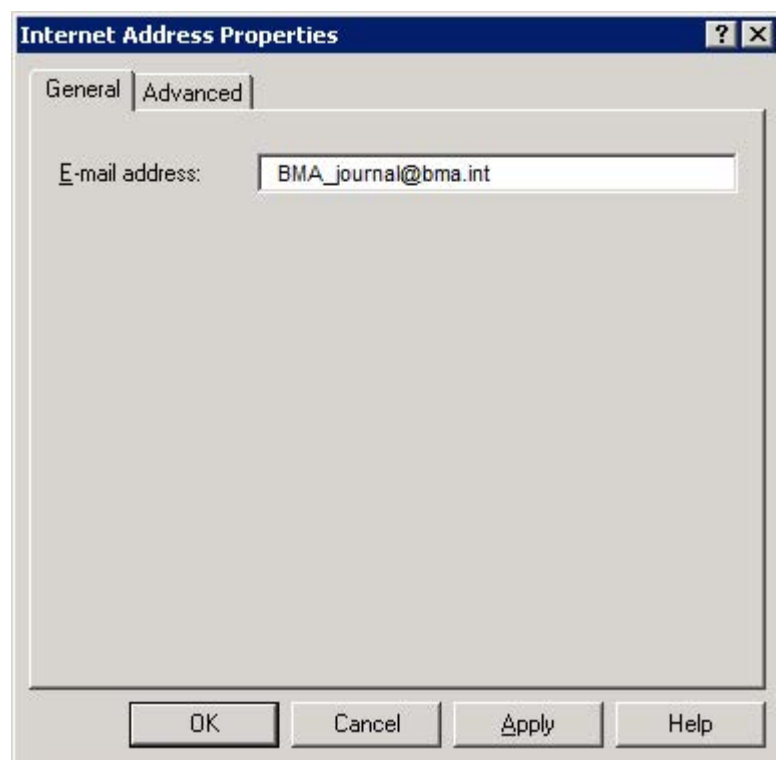 Internet Address Properties
General Advanced
E-mail address: BMA_journal@bma.int
OK Cancel Apply Help